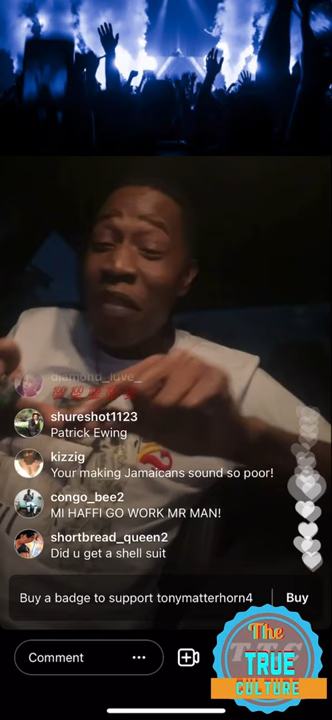 diamond_luve_
💯💯💯💯💯💯
shureshot1123
Patrick Ewing
kizzig
Your making Jamaicans sound so poor!
congo_bee2
MI HAFFI GO WORK MR MAN!
shortbread_queen2
Did u get a shell suit
Buy a badge to support tonymatterhorn4
Buy
Comment
The
TRUE
CULTURE